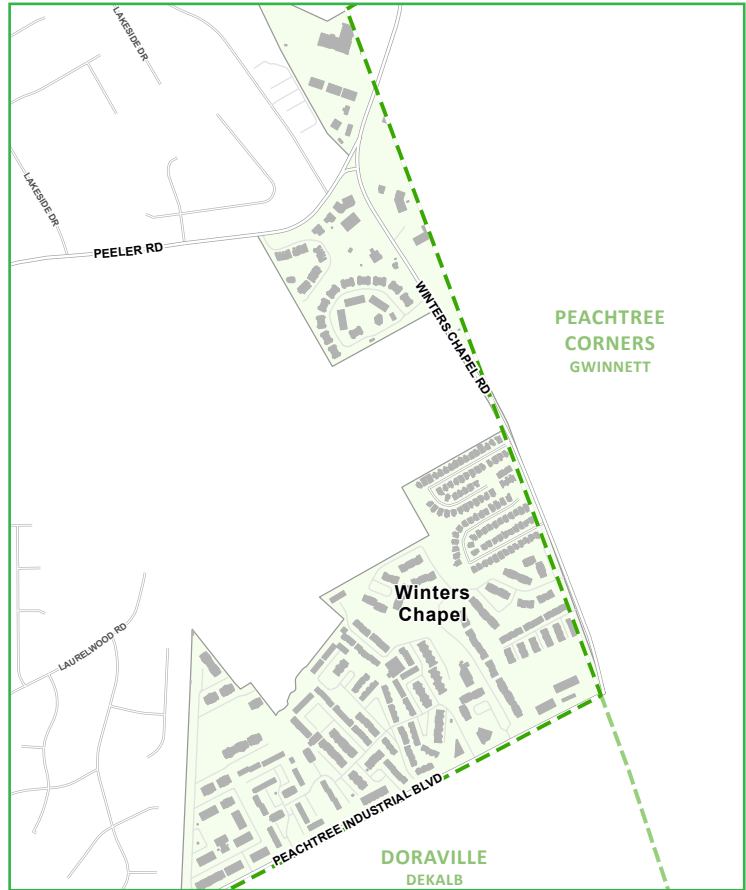 LAKESIDE DR
LAKESIDE DR
PEELER RD
WINTERS CHAPEL RD
PEACHTREE
CORNERS
GWINNETT
Winters
Chapel
LAURELWOOD RD
PEACHTREE INDUSTRIAL BLVD
DORAVILLE
DEKALB